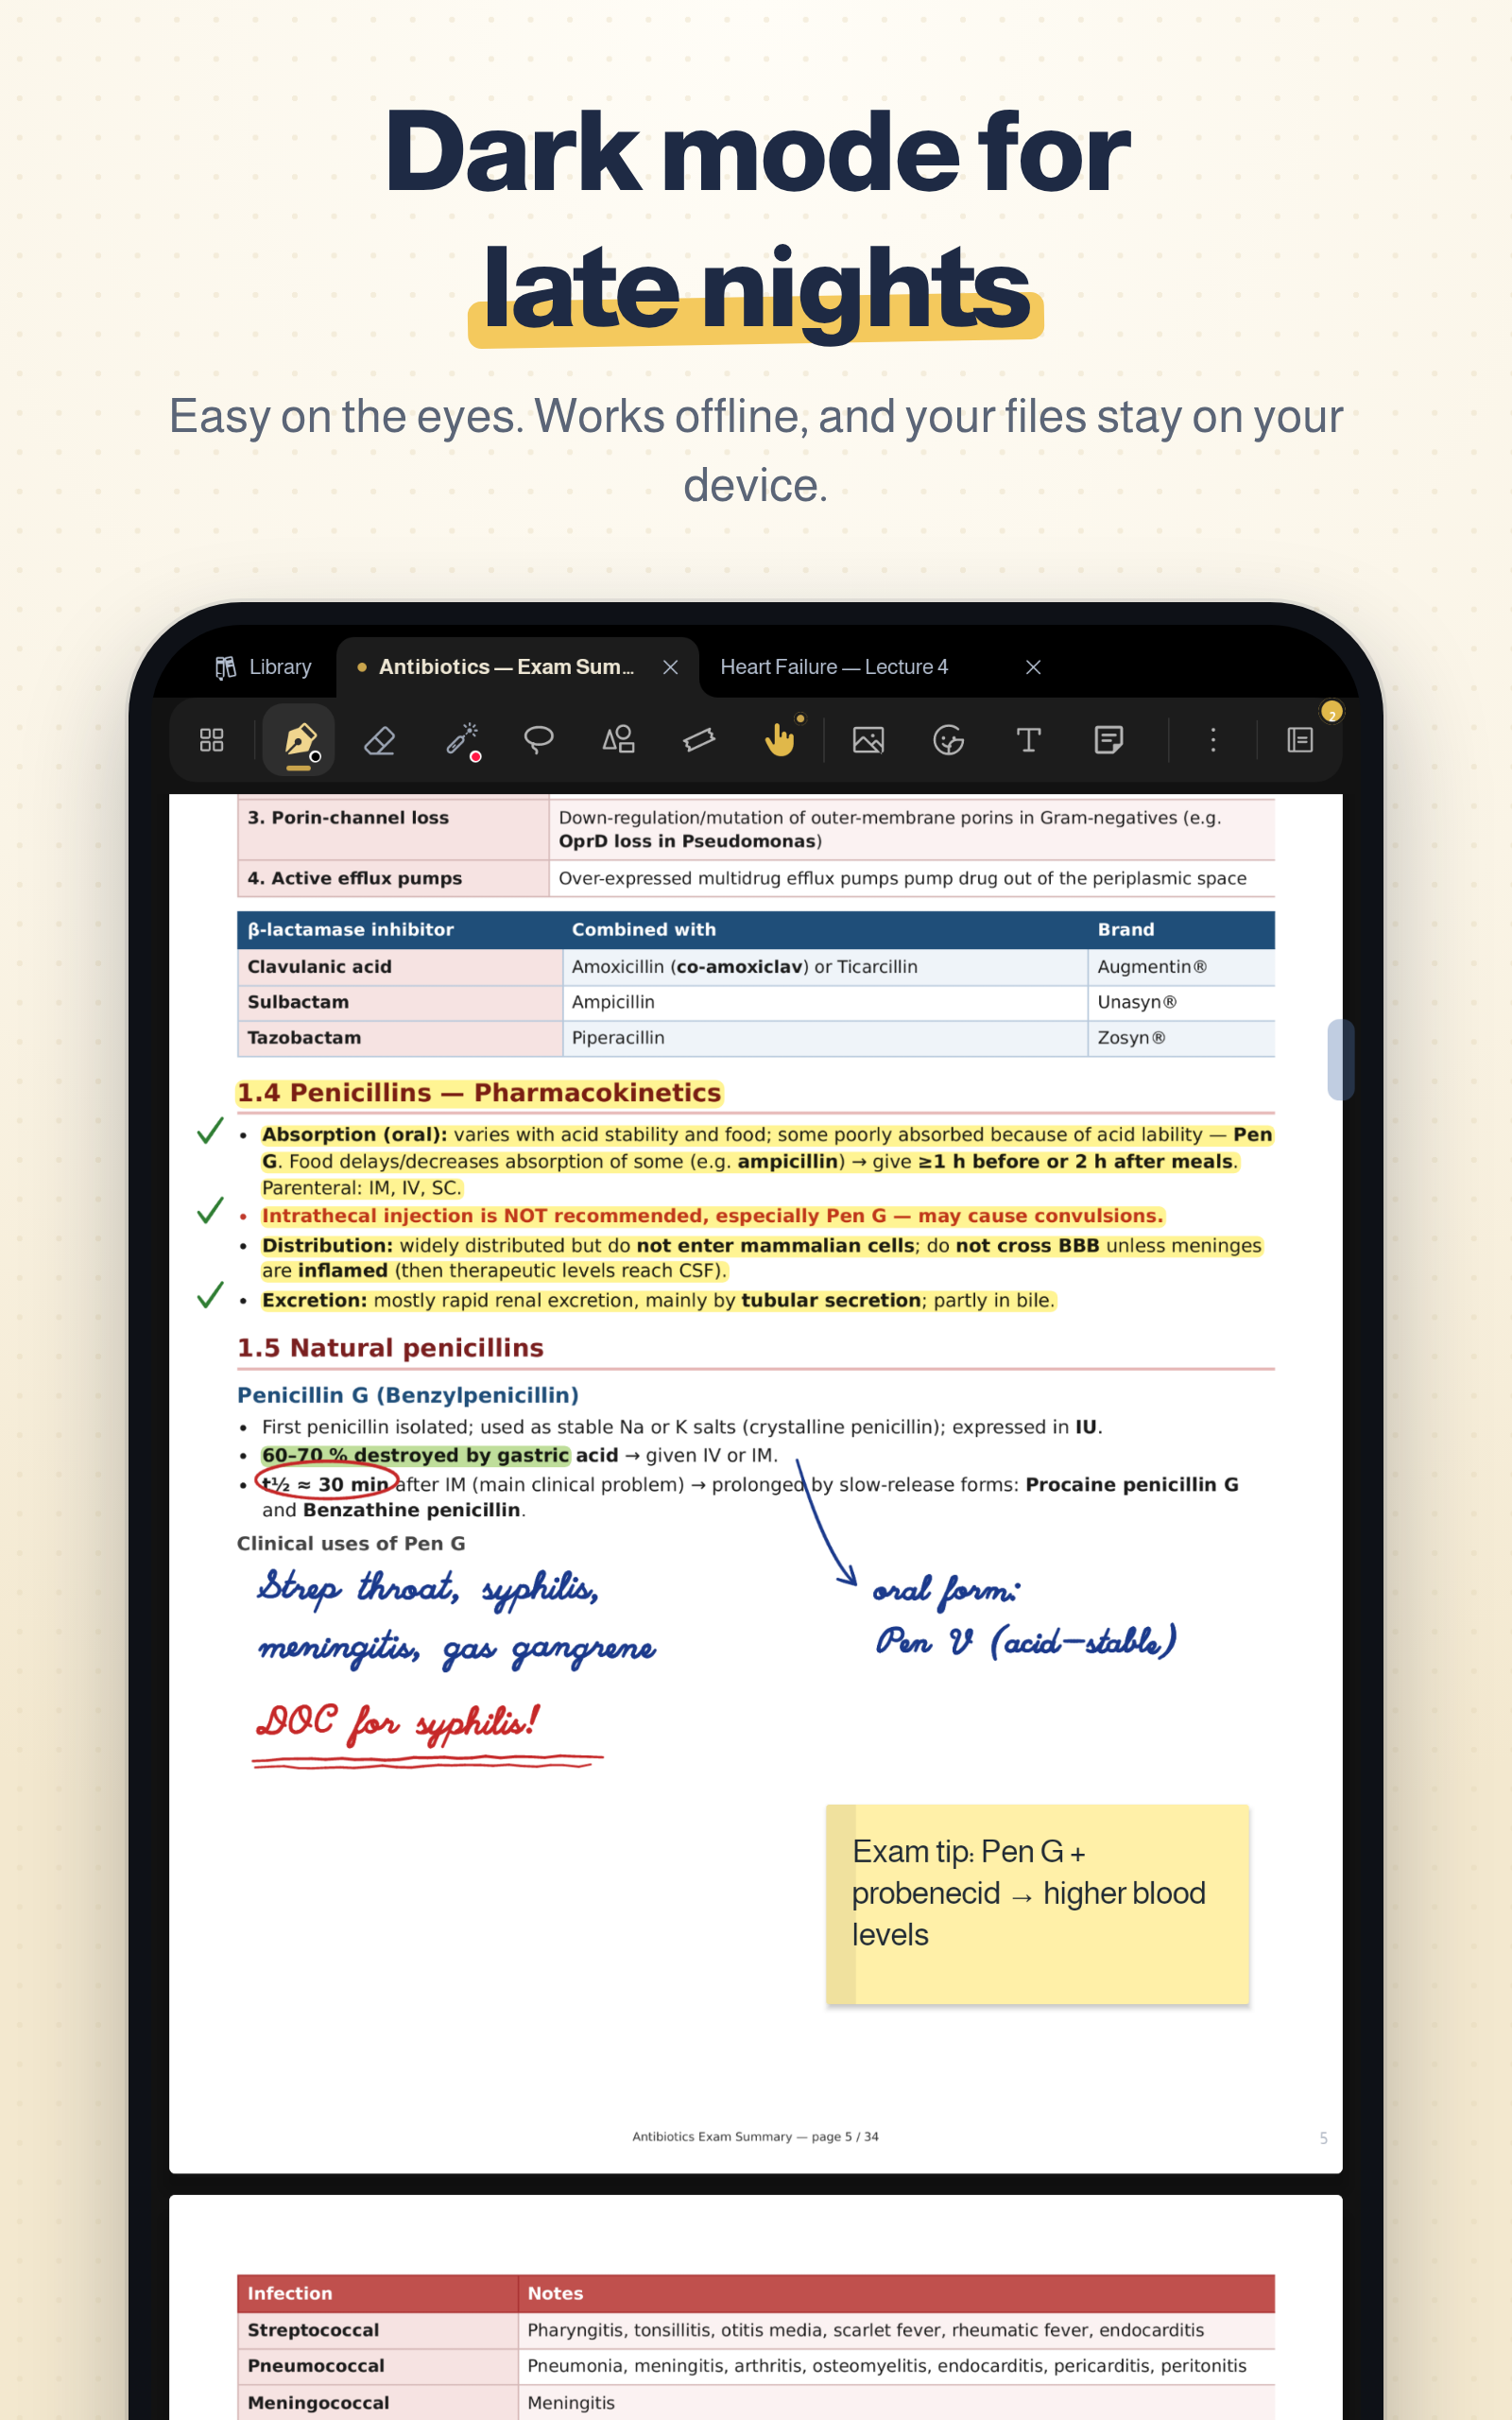 Dark mode for
late nights
Easy on the eyes. Works offline, and your files stay on your
device.
Library
Antibiotics — Exam Sum...
Heart Failure — Lecture 4
2
3. Porin-channel loss
Down-regulation/mutation of outer-membrane porins in Gram-negatives (e.g.
OprD loss in Pseudomonas)
4. Active efflux pumps
Over-expressed multidrug efflux pumps pump drug out of the periplasmic space
β-lactamase inhibitor Combined with Brand
Clavulanic acid Amoxicillin (co-amoxiclav) or Ticarcillin Augmentin®
Sulbactam Ampicillin Unasyn®
Tazobactam Piperacillin Zosyn®
1.4 Penicillins — Pharmacokinetics
• Absorption (oral): varies with acid stability and food; some poorly absorbed because of acid lability — Pen
G. Food delays/decreases absorption of some (e.g. ampicillin) → give ≥1 h before or 2 h after meals.
Parenteral: IM, IV, SC.
• Intrathecal injection is NOT recommended, especially Pen G — may cause convulsions.
• Distribution: widely distributed but do not enter mammalian cells; do not cross BBB unless meninges
are inflamed (then therapeutic levels reach CSF).
• Excretion: mostly rapid renal excretion, mainly by tubular secretion; partly in bile.
1.5 Natural penicillins
Penicillin G (Benzylpenicillin)
• First penicillin isolated; used as stable Na or K salts (crystalline penicillin); expressed in IU.
• 60–70 % destroyed by gastric acid → given IV or IM.
• t½ ≈ 30 min after IM (main clinical problem) → prolonged by slow-release forms: Procaine penicillin G
and Benzathine penicillin.
Clinical uses of Pen G
Strep throat, syphilis,
meningitis, gas gangrene
oral form:
Pen V (acid-stable)
DOC for syphilis!
Exam tip: Pen G +
probenecid → higher blood
levels
Antibiotics Exam Summary — page 5 / 34
5
Infection Notes
Streptococcal Pharyngitis, tonsillitis, otitis media, scarlet fever, rheumatic fever, endocarditis
Pneumococcal Pneumonia, meningitis, arthritis, osteomyelitis, endocarditis, pericarditis, peritonitis
Meningococcal Meningitis